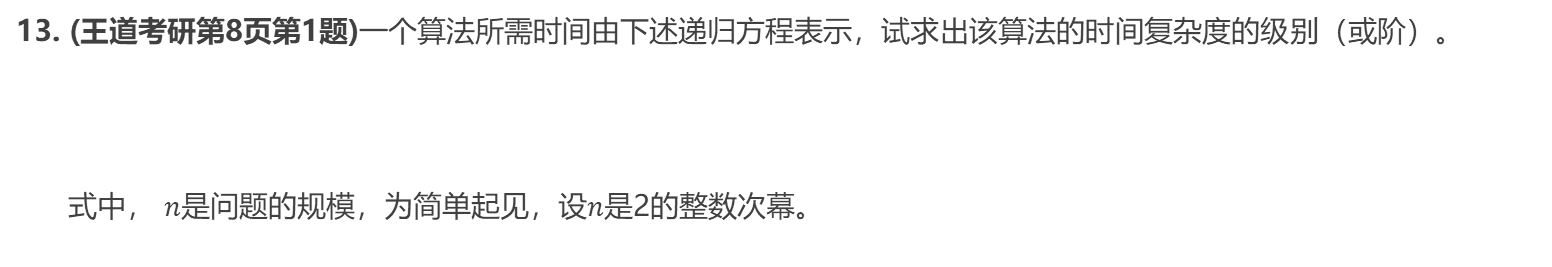 13. (王道考研第8页第1题)一个算法所需时间由下述递归方程表示，试求出该算法的时间复杂度的级别（或阶）。
式中， n是问题的规模，为简单起见，设n是2的整数次幕。